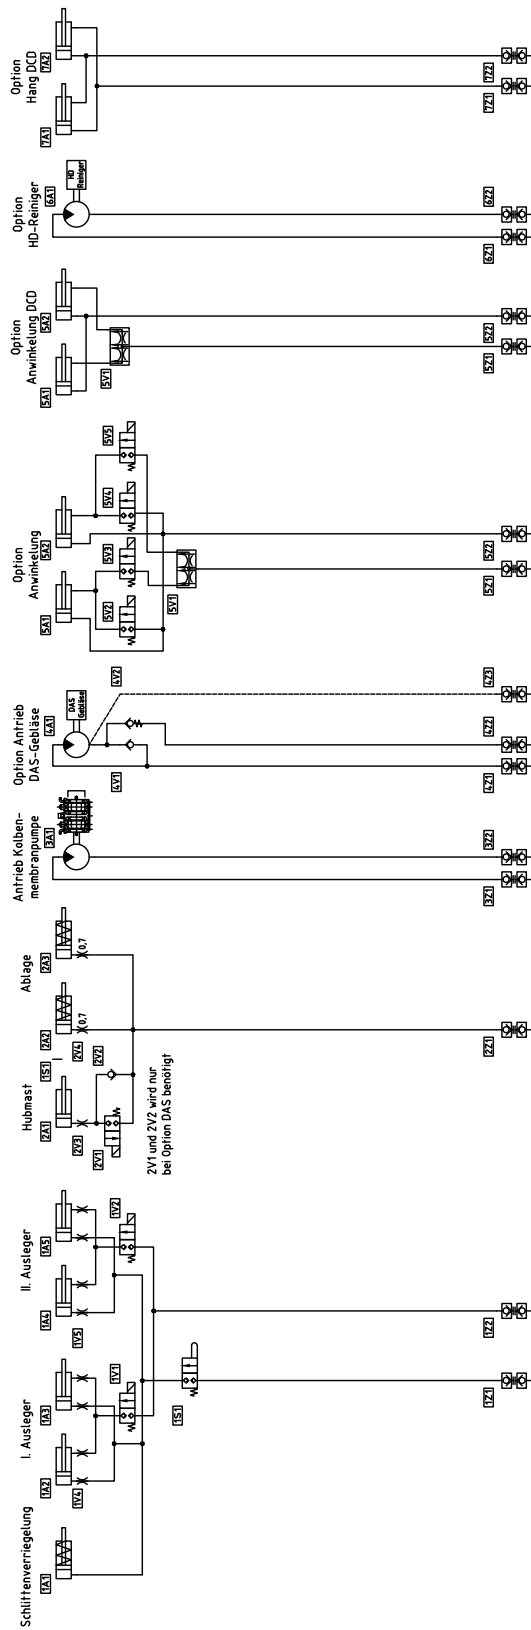 Schlittenverriegelung
1A1
I. Ausleger
1A2
1A3
1V4
1V1
II. Ausleger
1A4
1A5
1V5
1V2
1S1
1Z1
1Z2
Hubmast
2A1
1S1
2V3
2V1
2V2
2V1 und 2V2 wird nur
bei Option DAS benötigt
Ablage
2A2
2A3
2V4
0,7
0,7
2Z1
Antrieb Kolben-
membranpumpe
3A1
3Z1
3Z2
Option Antrieb
DAS-Gebläse
4A1
DAS
Gebläse
4V1
4V2
4Z1
4Z2
4Z3
Option
Anwinkelung
5A1
5A2
5V2
5V3
5V4
5V5
5V1
5Z1
5Z2
Option
Anwinkelung DCD
5A1
5A2
5V1
5Z1
5Z2
Option
HD-Reiniger
6A1
HD
Reiniger
6Z1
6Z2
Option
Hang DCD
7A1
7A2
7Z1
7Z2